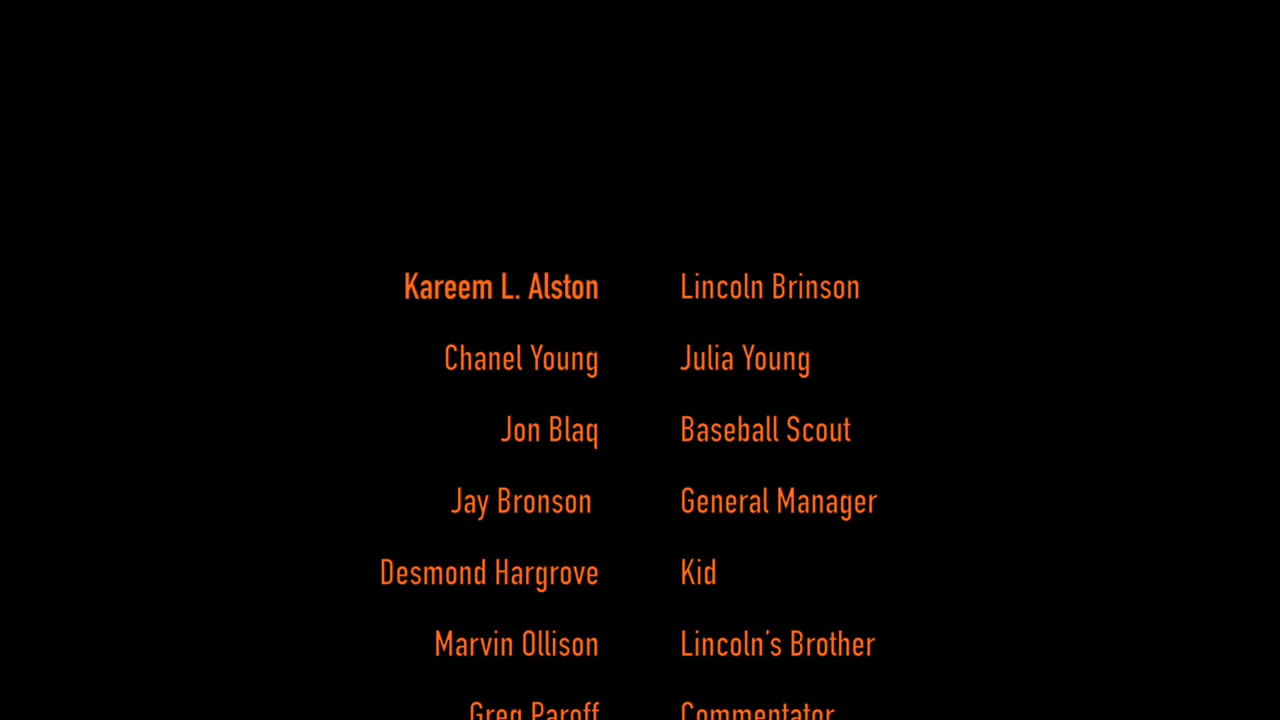 Kareem L. Alston Lincoln Brinson
Chanel Young Julia Young
Jon Blaq Baseball Scout
Jay Bronson General Manager
Desmond Hargrove Kid
Marvin Ollison Lincoln's Brother
Greg Paroff Commentator